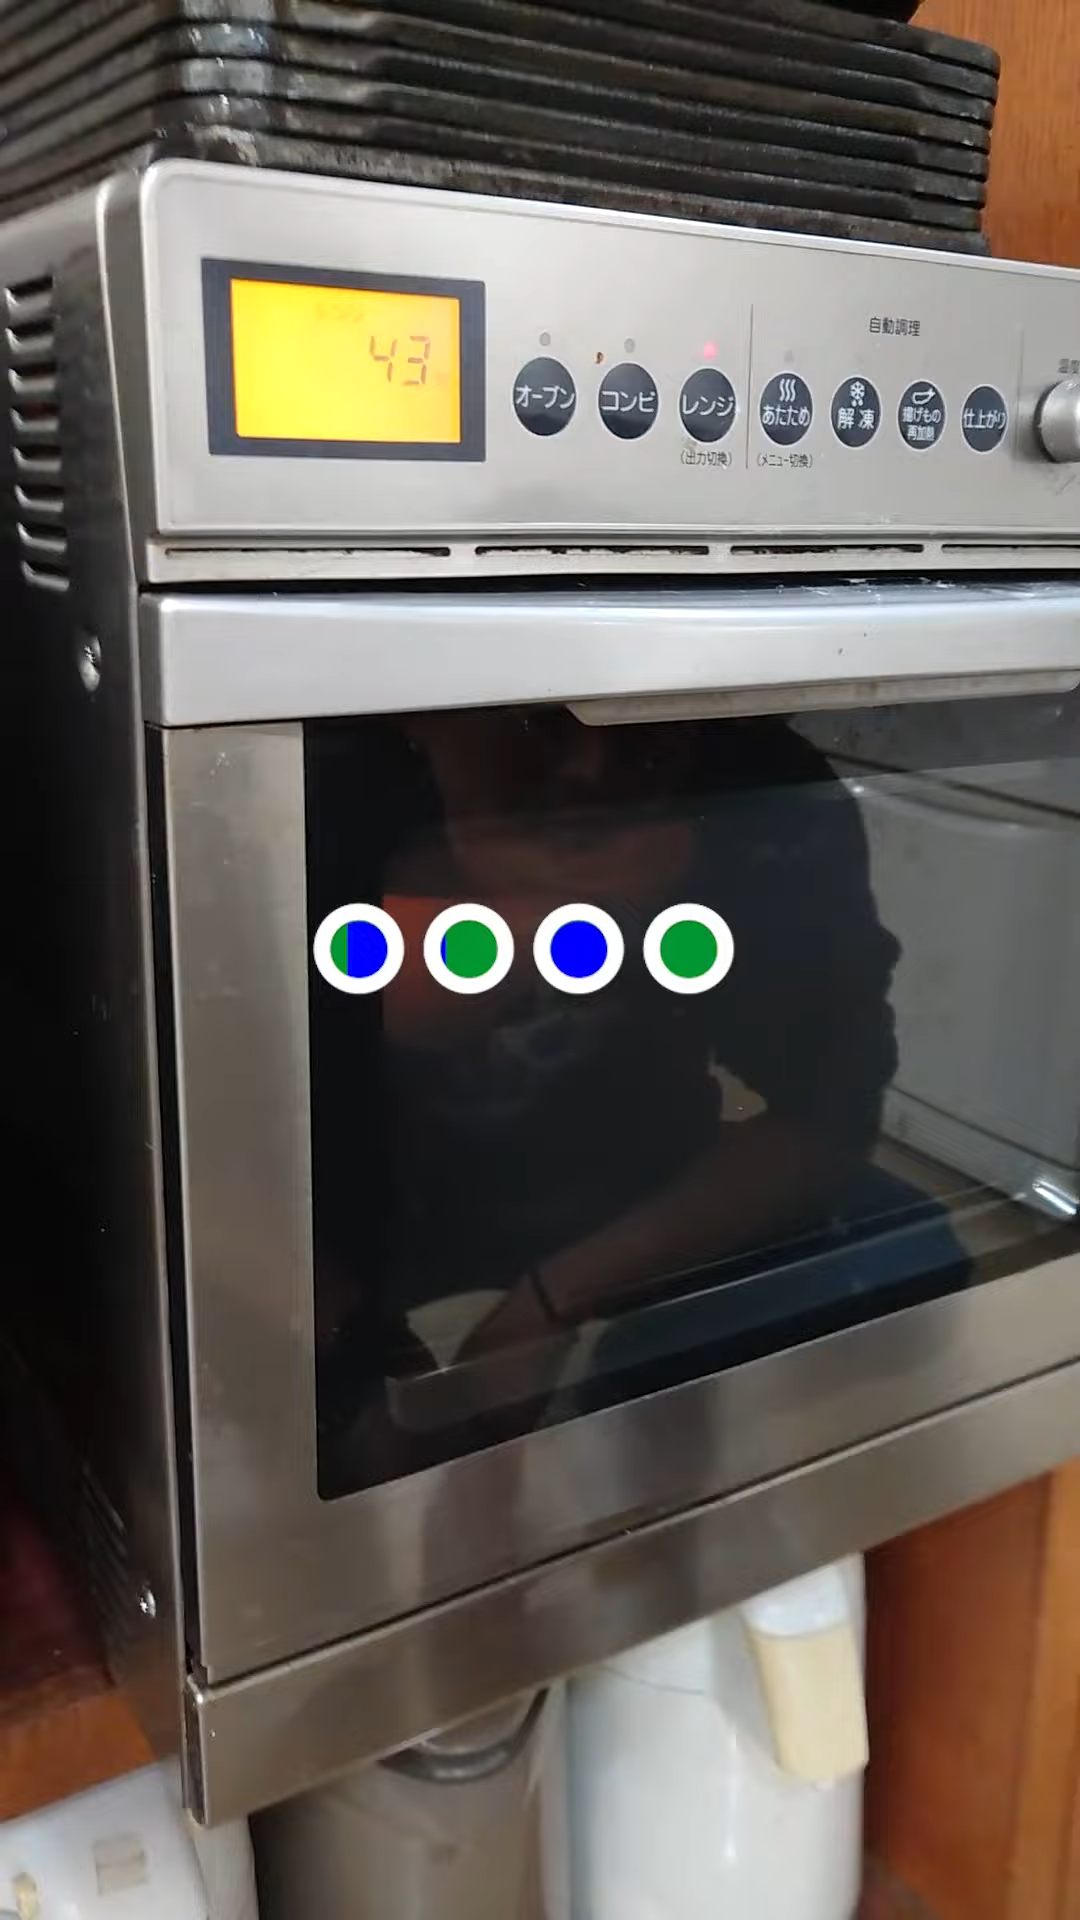 43
自動調理
オーブン
コンビ
レンジ
(出力切換)
あたため
(メニュー切換)
解凍
揚げもの
再加熱
仕上がり